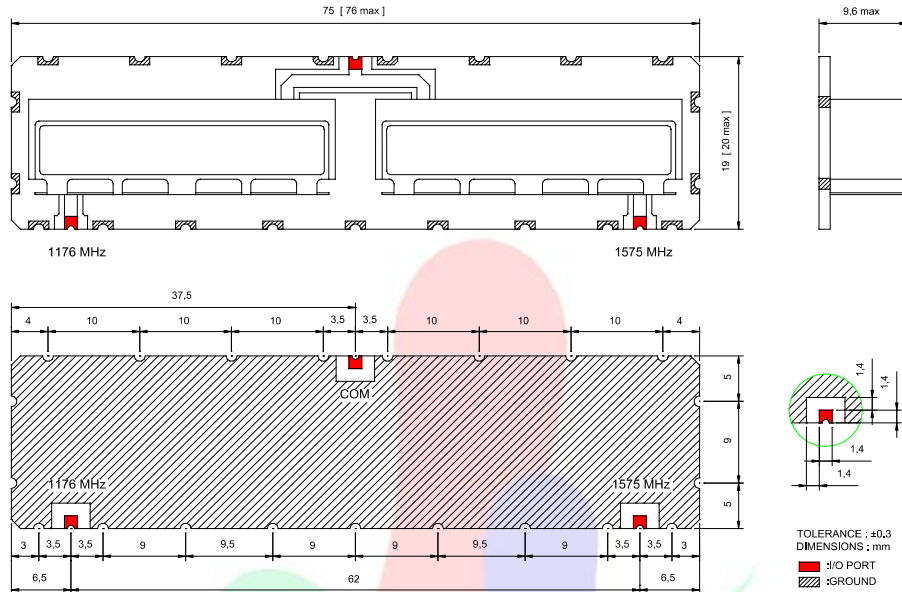 75 [ 76 max ]
9,6 max
19 [ 20 max ]
1176 MHz
1575 MHz
37,5
4
10
10
10
3,5
3,5
10
10
10
4
COM
5
9
5
1176 MHz
1575 MHz
3
3,5
3,5
9
9,5
9
9
9,5
9
3,5
3,5
3
6,5
62
6,5
1,4
1,4
1,4
1,4
TOLERANCE : ±0,3
DIMENSIONS : mm
:I/O PORT
:GROUND